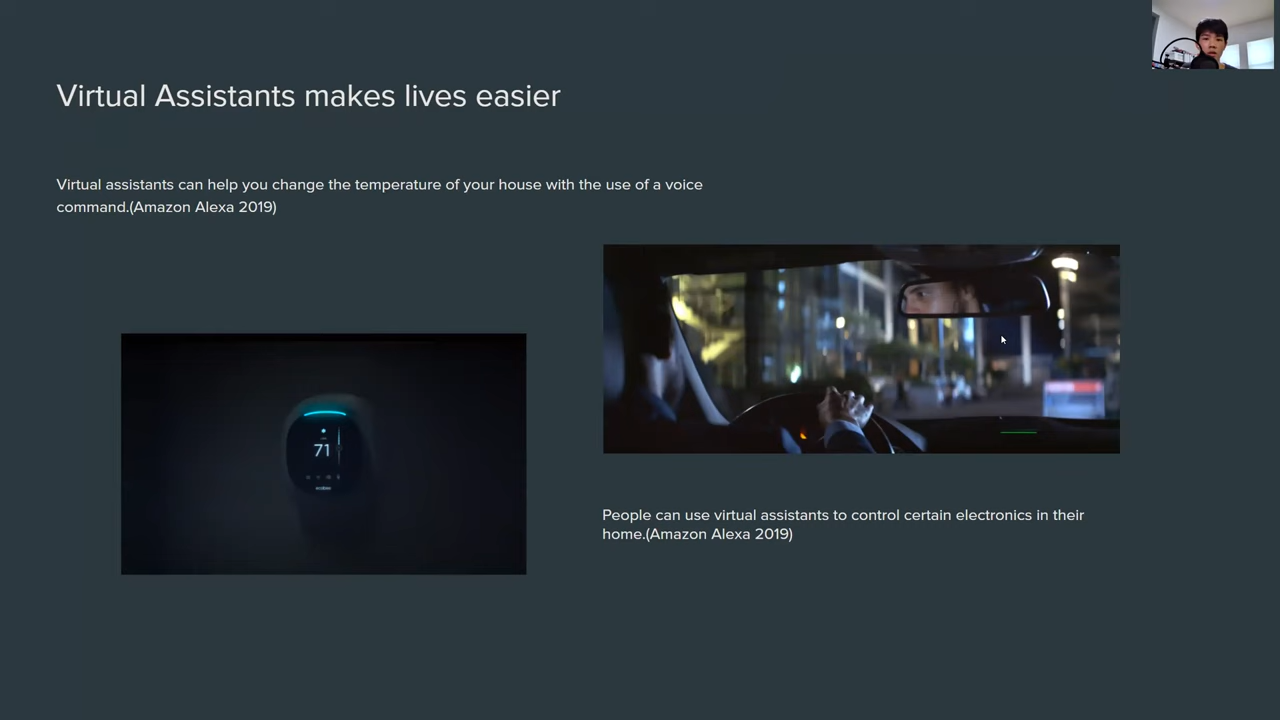 Virtual Assistants makes lives easier
Virtual assistants can help you change the temperature of your house with the use of a voice
command.(Amazon Alexa 2019)
71
ecobee
People can use virtual assistants to control certain electronics in their
home.(Amazon Alexa 2019)